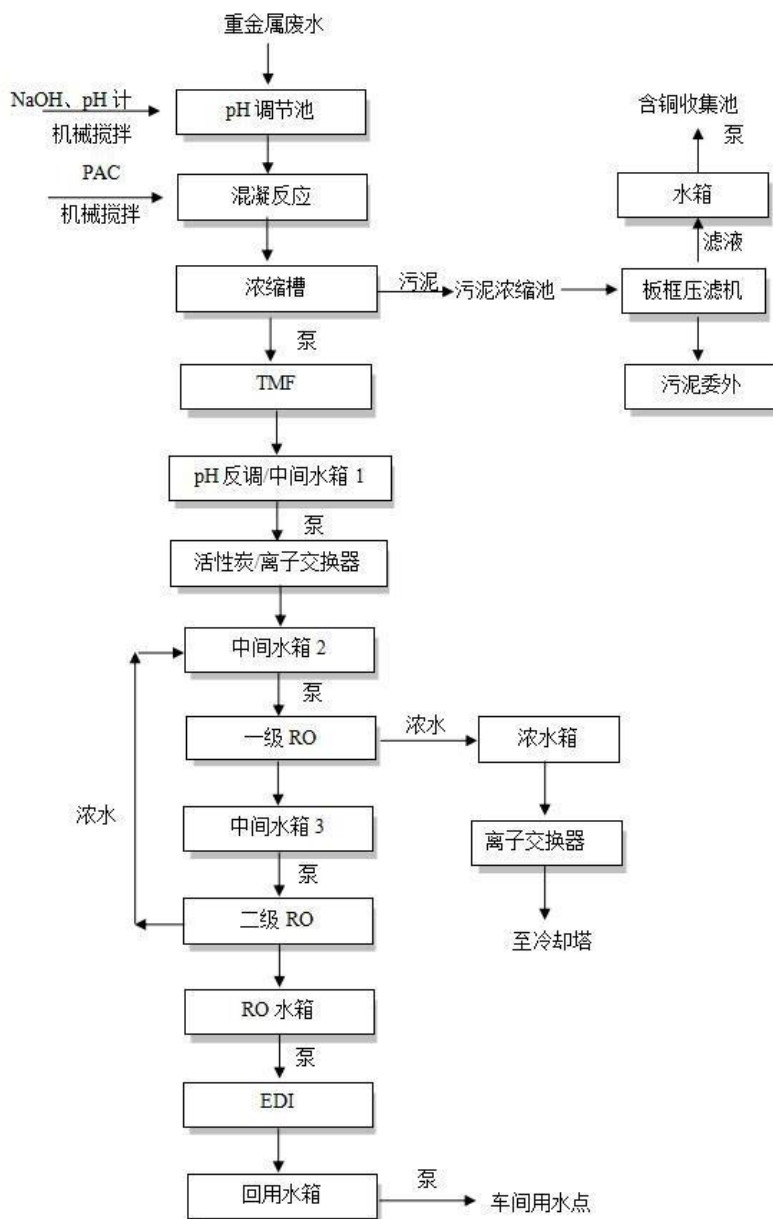 重金属废水
NaOH、pH 计
机械搅拌
pH 调节池
含铜收集池
泵
PAC
机械搅拌
混凝反应
水箱
滤液
浓缩槽
污泥
污泥浓缩池
板框压滤机
泵
TMF
污泥委外
pH 反调/中间水箱 1
泵
活性炭/离子交换器
中间水箱 2
泵
一级 RO
浓水
浓水箱
浓水
中间水箱 3
离子交换器
泵
二级 RO
至冷却塔
RO 水箱
泵
EDI
回用水箱
泵
车间用水点